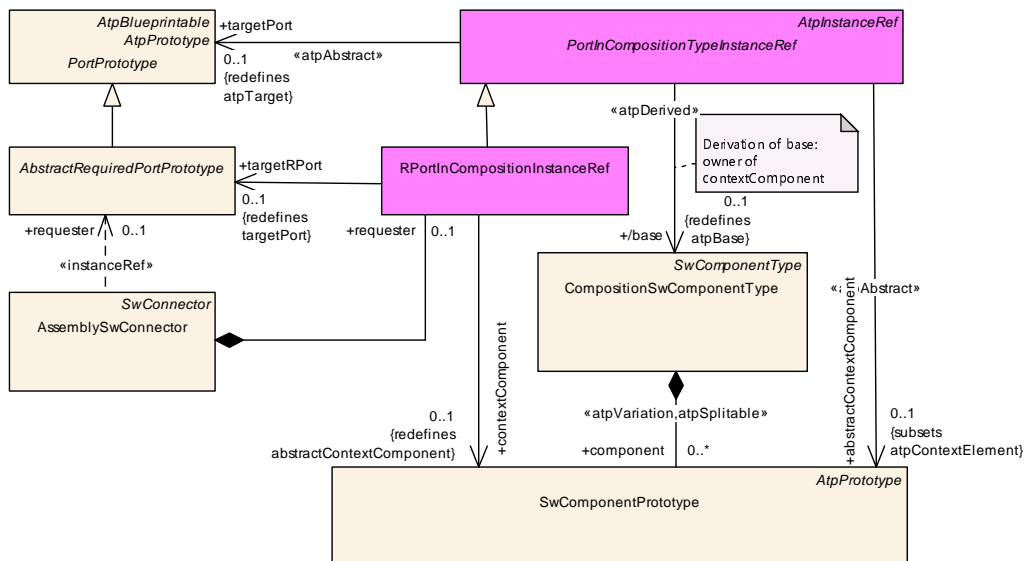 AtpBlueprintable
AtpPrototype
PortPrototype
+targetPort
«atpAbstract»
0..1
{redefines
atpTarget}
AtpInstanceRef
PortInCompositionTypeInstanceRef
«atpDerived»
Derivation of base:
owner of
contextComponent
AbstractRequiredPortPrototype
+targetRPort
0..1
{redefines
targetPort}
RPortInCompositionInstanceRef
+requester
0..1
«instanceRef»
+requester
0..1
0..1
{redefines
atpBase}
+/base
SwConnector
AssemblySwConnector
SwComponentType
CompositionSwComponentType
+abstractContextComponent
+contextComponent
0..1
{redefines
abstractContextComponent}
«atpVariation,atpSplitable»
+component
0..*
0..1
{subsets
atpContextElement}
AtpPrototype
SwComponentPrototype